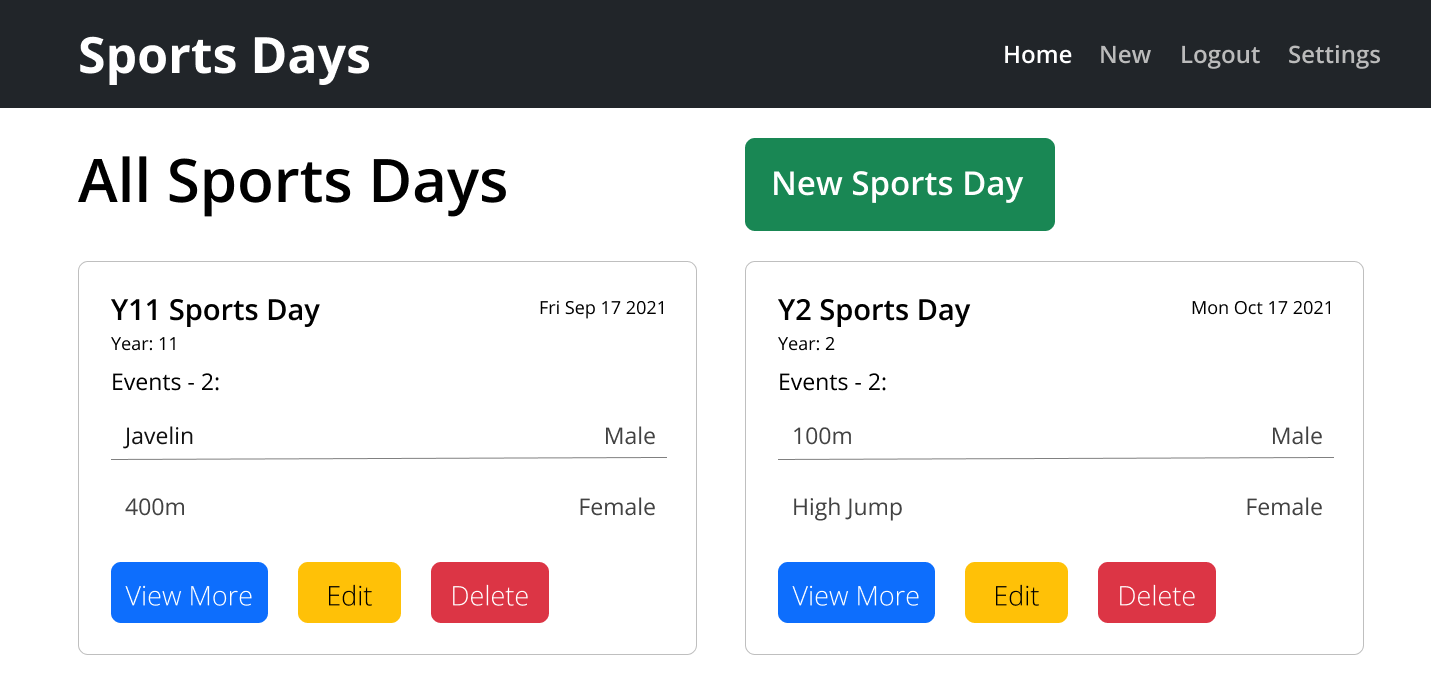 Sports Days
Home New Logout Settings
All Sports Days
New Sports Day
Y11 Sports Day
Fri Sep 17 2021
Year: 11
Events - 2:
Javelin Male
400m Female
View More Edit Delete
Y2 Sports Day
Mon Oct 17 2021
Year: 2
Events - 2:
100m Male
High Jump Female
View More Edit Delete